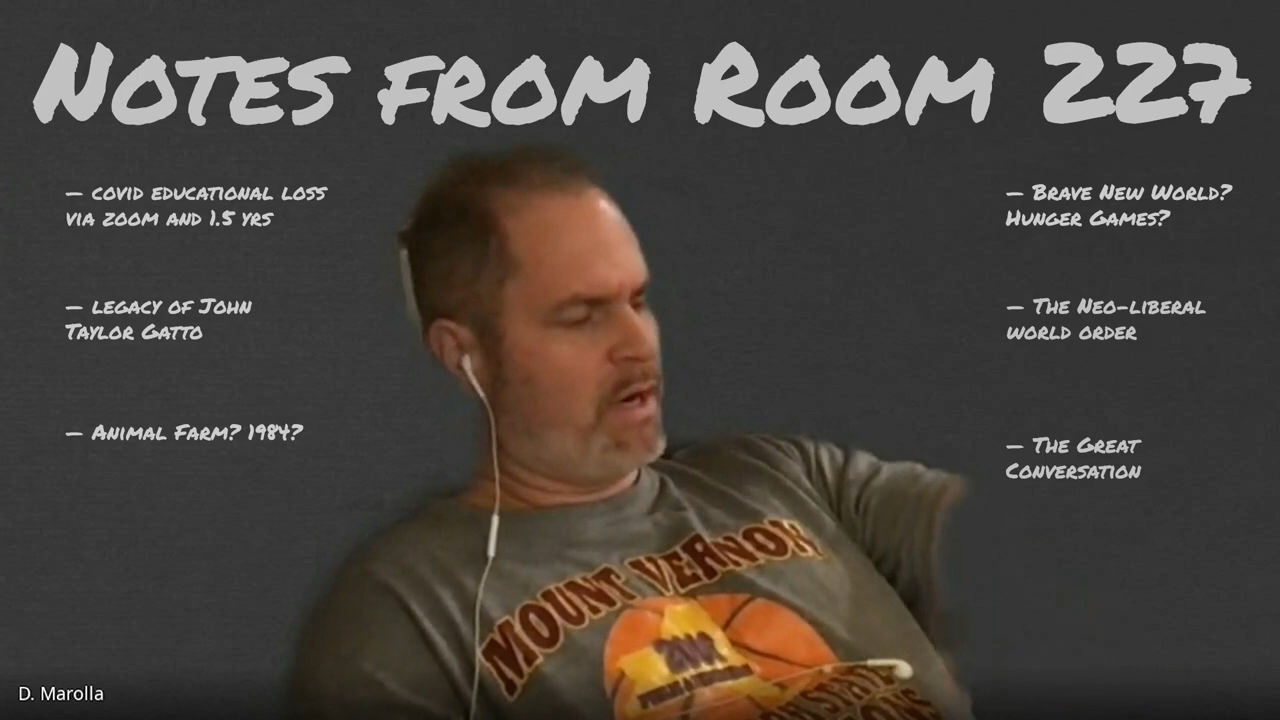 Notes from Room 227
— covid educational loss
via zoom and 1.5 yrs
— legacy of John
Taylor Gatto
— Animal Farm? 1984?
— Brave New World?
Hunger Games?
— The Neo-liberal
world order
— The Great
Conversation
MOUNT VERNON
D. Marolla